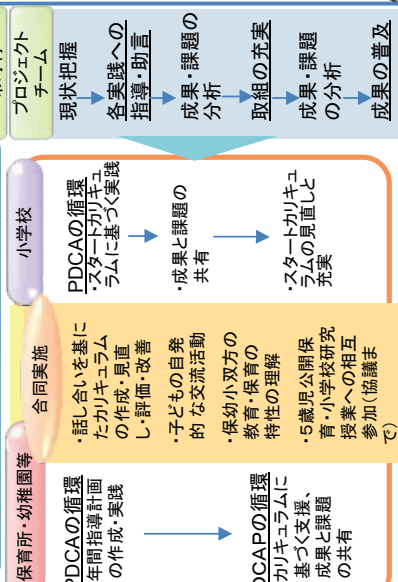 プロジェクト
チーム
現状把握
各実践への
指導・助言
成果・課題の
分析
取組の充実
成果・課題
の分析
成果の普及
小学校
PDCAの循環
・スタートカリキュ
ラムに基づく実践
・成果と課題の
共有
・スタートカリキュ
ラムの見直しと
充実
合同実施
・話し合いを基に
たカリキュラム
の作成・見直
し・評価・改善
・子どもの自発
的な交流活動
・保幼小双方の
教育・保育の
特性の理解
・5歳児公開保
育・小学校研究
授業への相互
参加(協議ま
で)
保育所・幼稚園等
PDCAの循環
年間指導計画
の作成・実践
DCAPの循環
カリキュラムに
基づく支援、
成果と課題
の共有